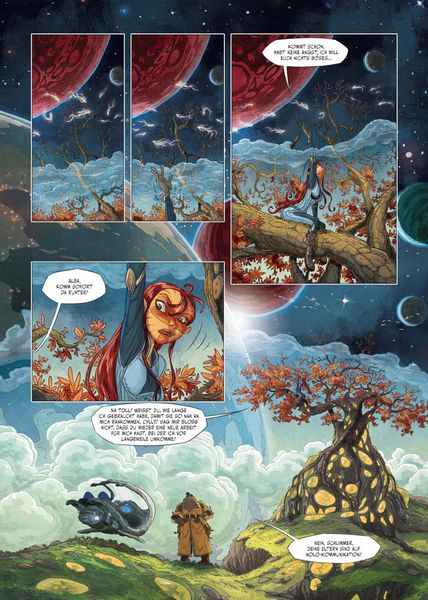 KOMMT SCHON,
HABT KEINE ANGST, ICH WILL
EUCH NICHTS BÖSES...
ALBA,
KOMM SOFORT
DA RUNTER!
NA TOLL! WEISST DU, WIE LANGE
ICH GEBRAUCHT HABE, DAMIT SIE SO NAH AN
MICH RANKOMMEN, CYLLT? SAG MIR BLOSS
NICHT, DASS DU WIEDER EINE NEUE ARBEIT
FÜR MICH HAST, BEI DER ICH VOR
LANGEWEILE UMKOMME!
NEIN, SCHLIMMER,
DEINE ELTERN SIND AUF
HOLO-KOMMUNIKATION!